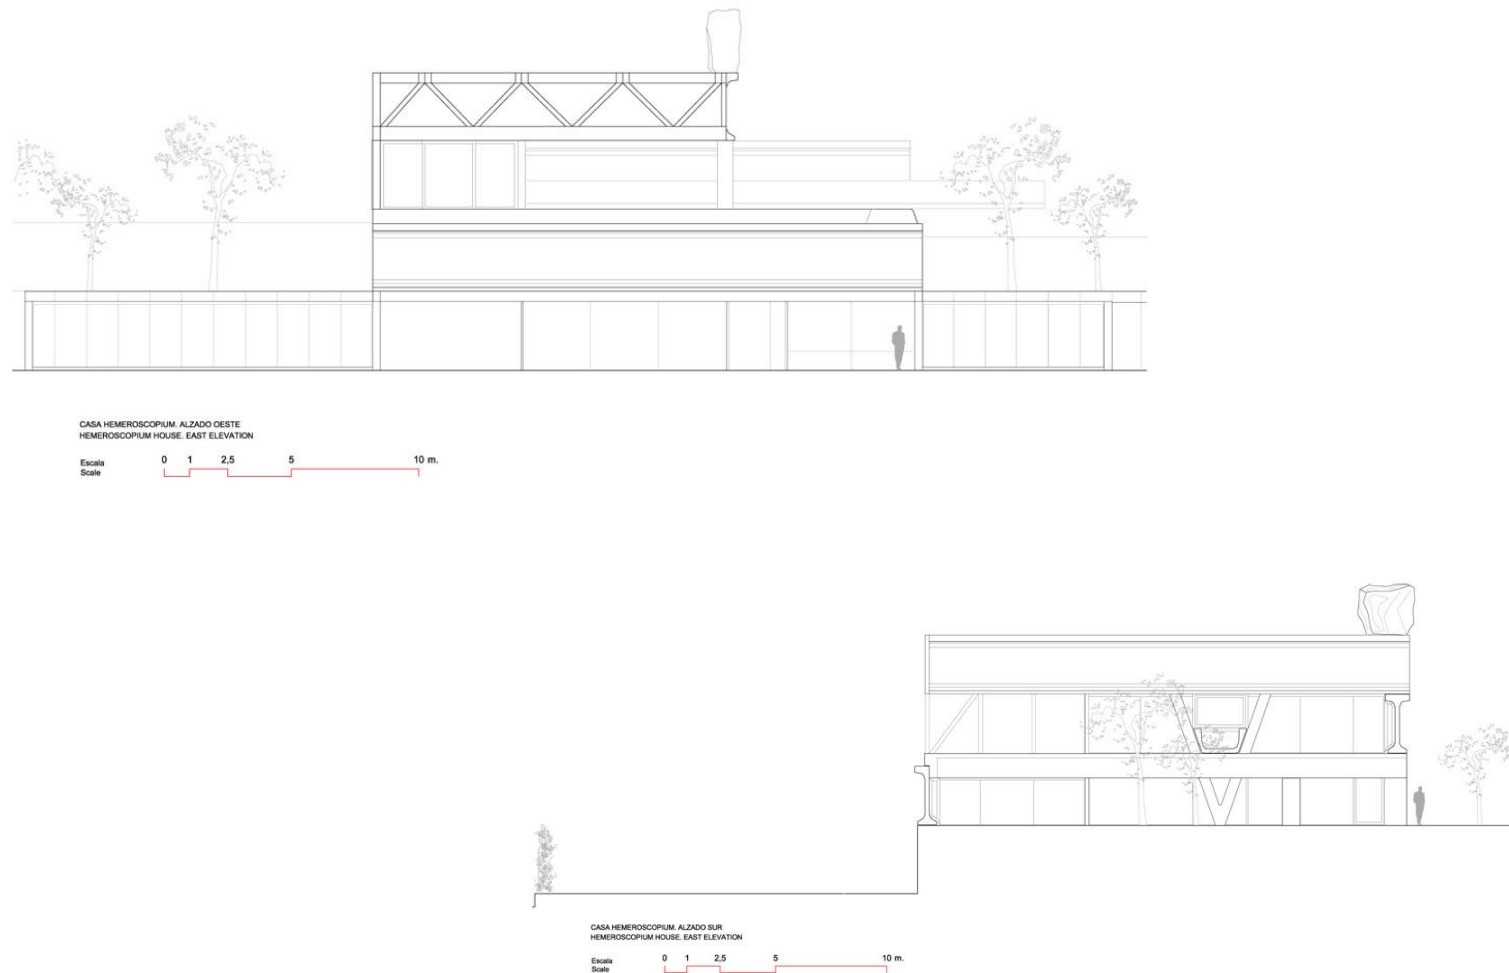 CASA HEMEROSCOPIUM. ALZADO OESTE
HEMEROSCOPIUM HOUSE. EAST ELEVATION
Escala 0 1 2,5 5 10 m.
Scale
CASA HEMEROSCOPIUM. ALZADO SUR
HEMEROSCOPIUM HOUSE. EAST ELEVATION
Escala 0 1 2,5 5 10 m.
Scale